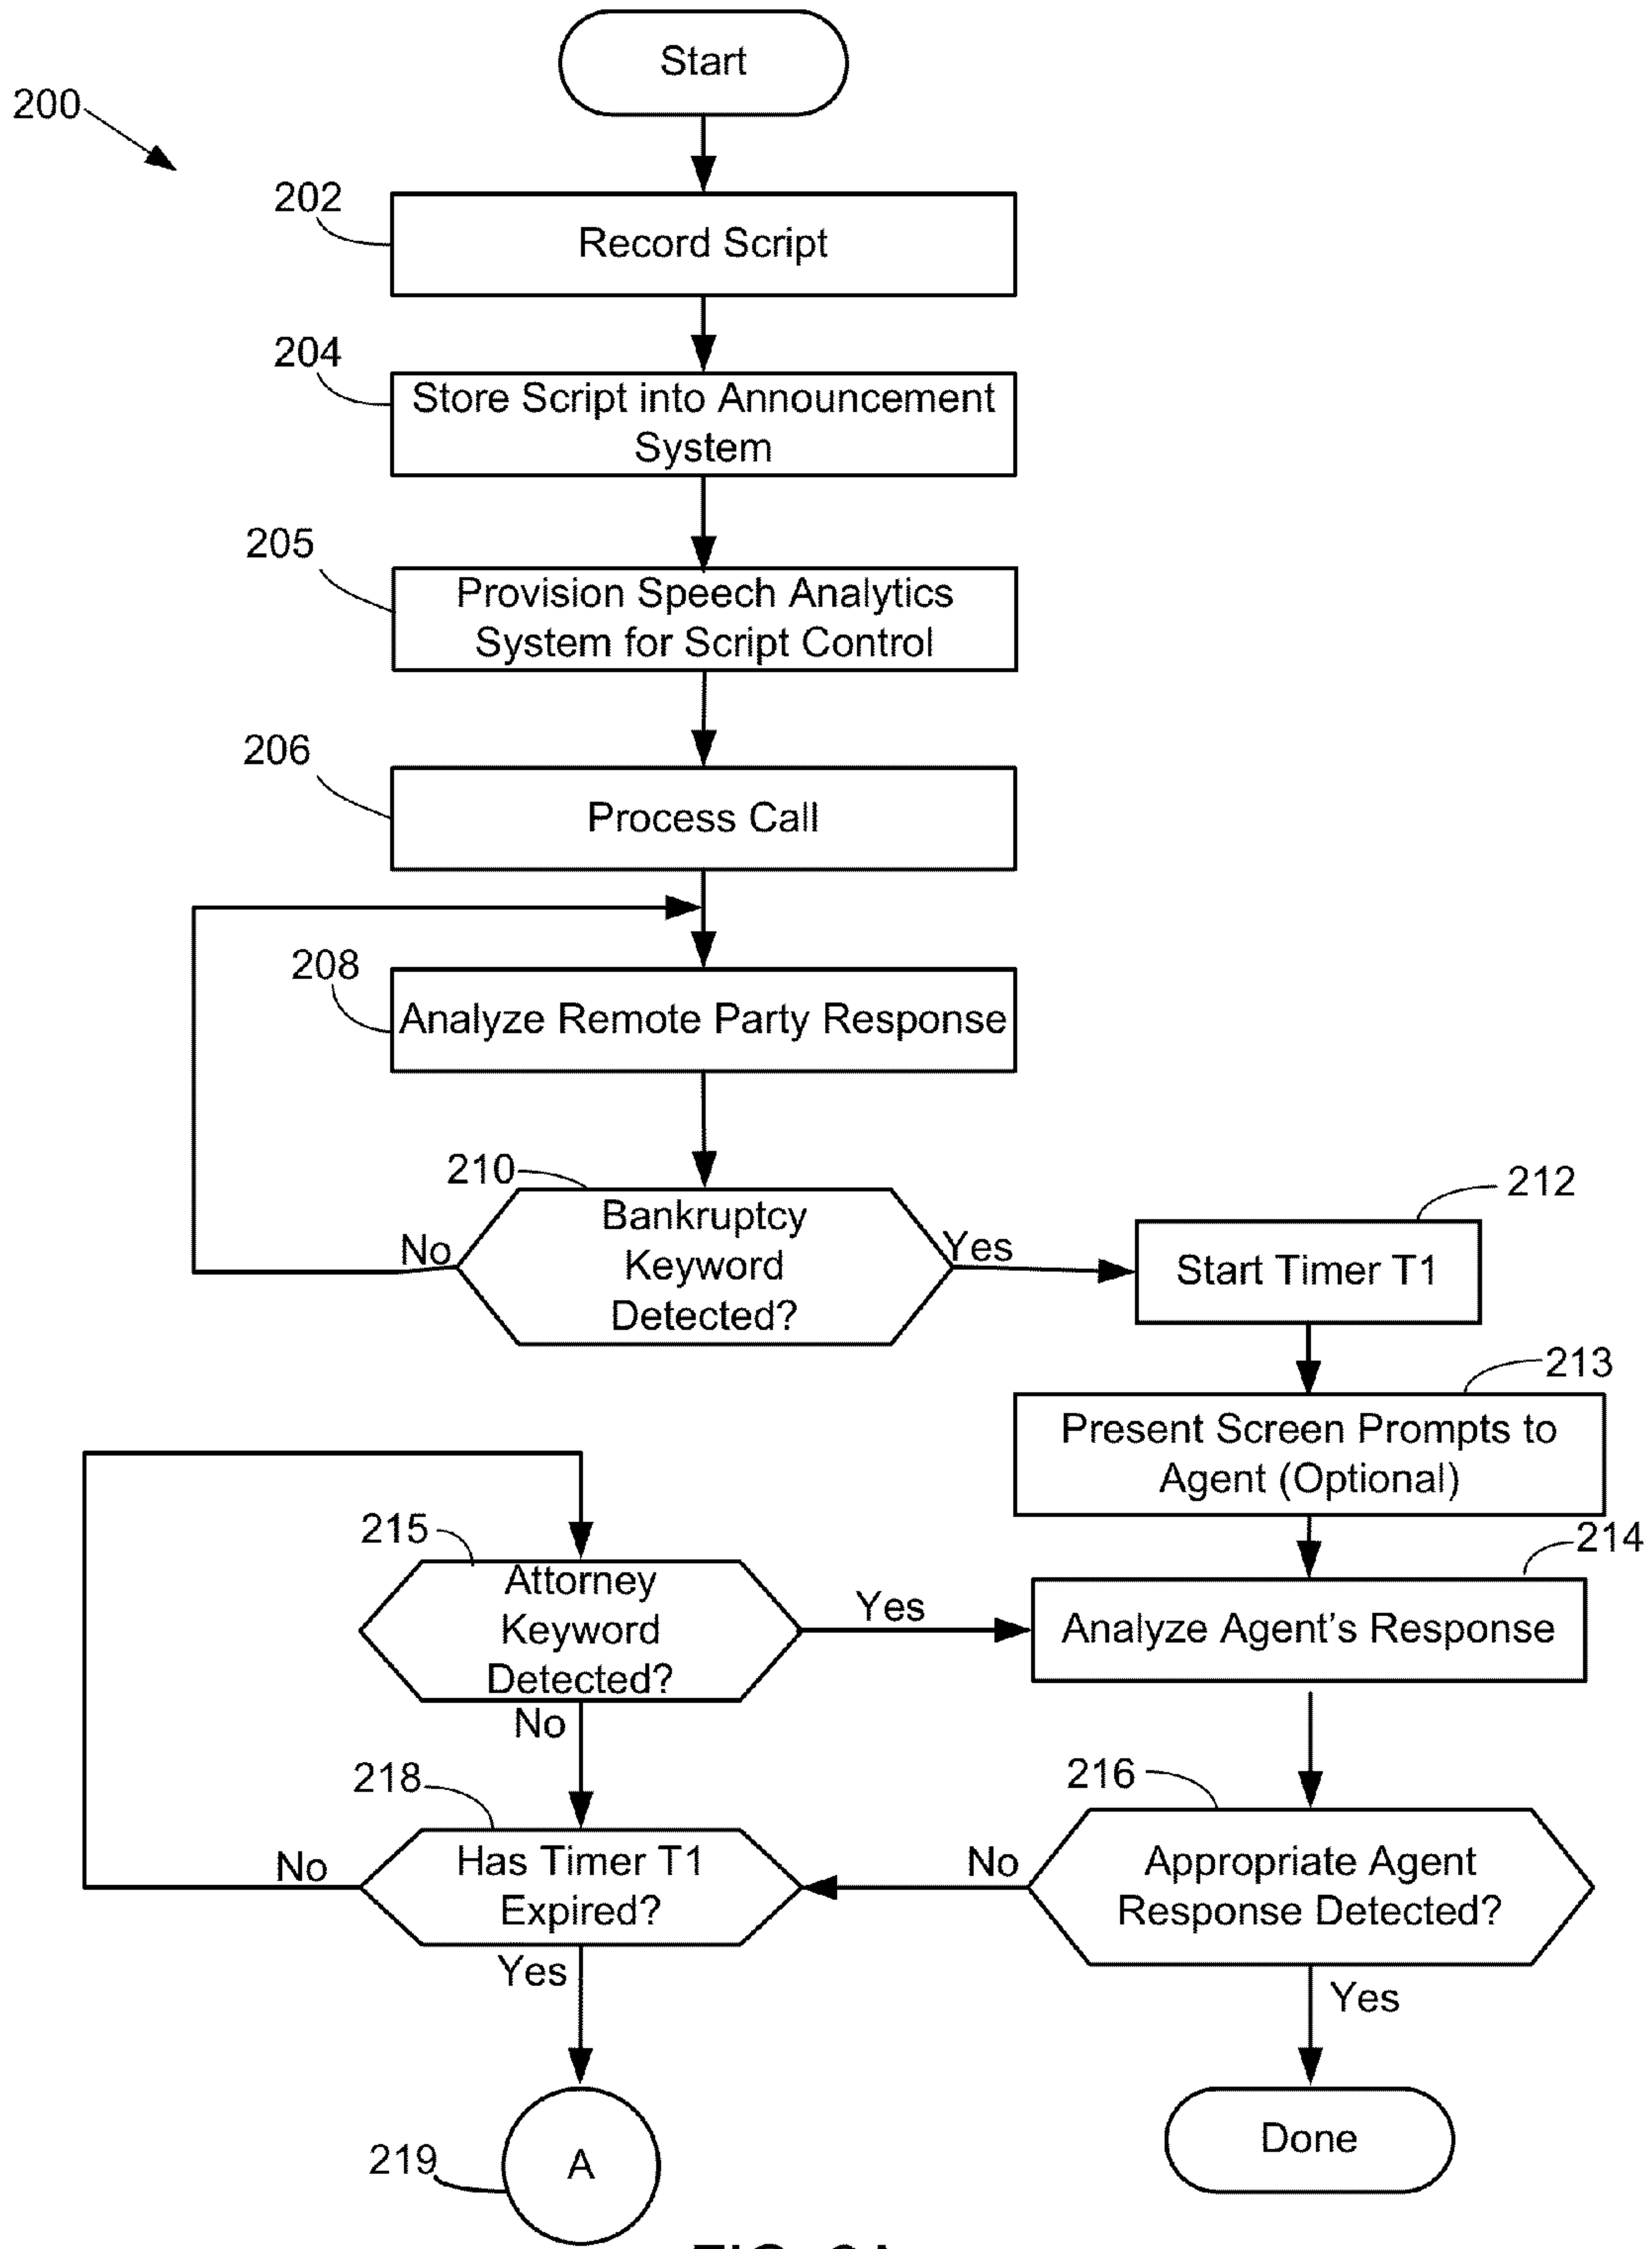 Start
200
202
Record Script
204
Store Script into Announcement
System
205
Provision Speech Analytics
System for Script Control
206
Process Call
208
Analyze Remote Party Response
210
Bankruptcy
Keyword
Detected?
No
Yes
212
Start Timer T1
213
Present Screen Prompts to
Agent (Optional)
214
Analyze Agent’s Response
215
Attorney
Keyword
Detected?
Yes
No
216
Appropriate Agent
Response Detected?
No
Yes
218
Has Timer T1
Expired?
No
Yes
219
A
Done